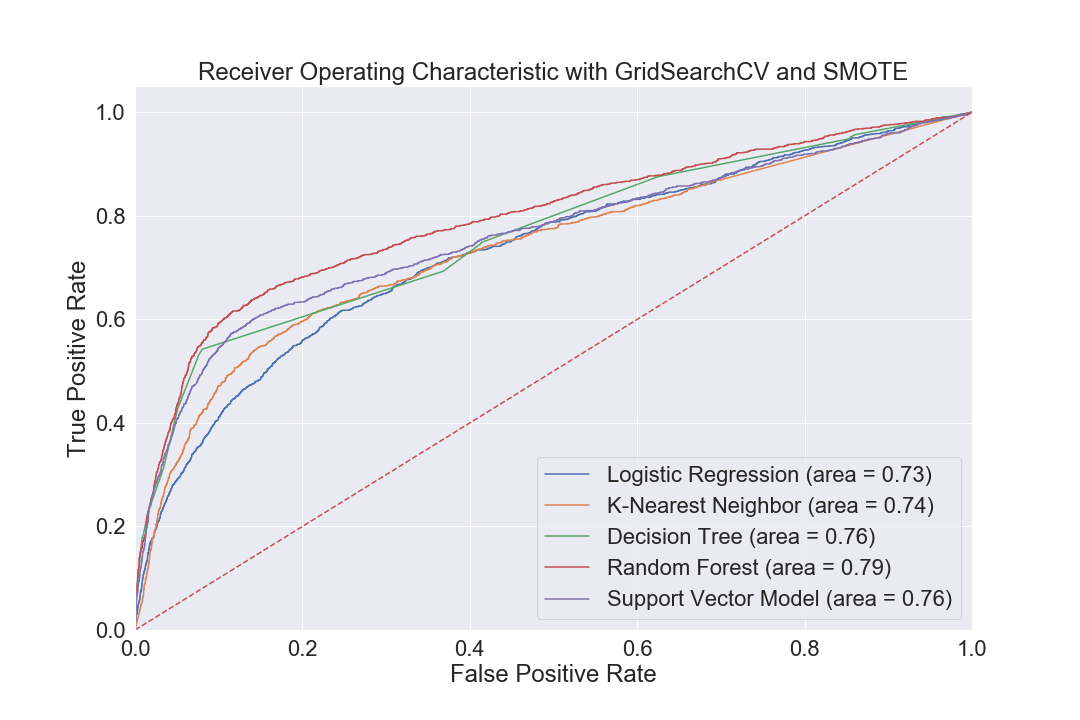 Receiver Operating Characteristic with GridSearchCV and SMOTE
1.0
0.8
0.6
0.4
0.2
0.0
True Positive Rate
Logistic Regression (area = 0.73)
K-Nearest Neighbor (area = 0.74)
Decision Tree (area = 0.76)
Random Forest (area = 0.79)
Support Vector Model (area = 0.76)
0.0 0.2 0.4 0.6 0.8 1.0
False Positive Rate